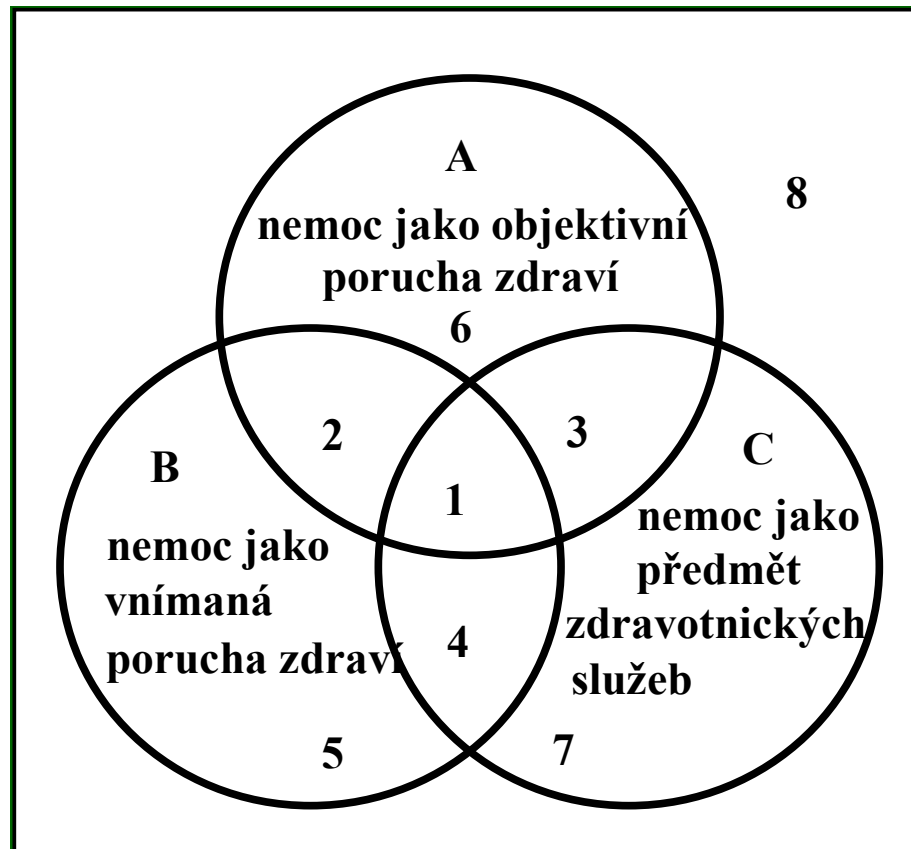 A
8
nemoc jako objektivní
porucha zdraví
6
2
3
B
C
1
nemoc jako
vnímaná
porucha zdraví
nemoc jako
předmět
zdravotnických
služeb
4
5
7